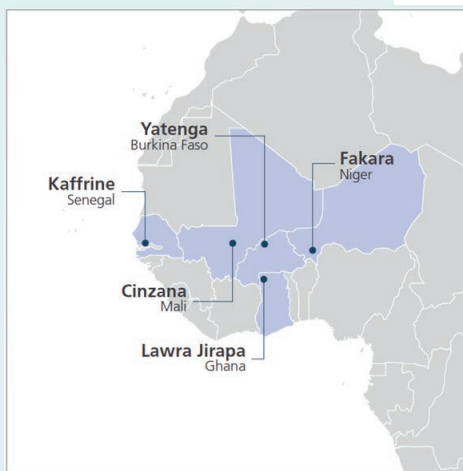 Yatenga
Burkina Faso
Fakara
Niger
Kaffrine
Senegal
Cinzana
Mali
Lawra Jirapa
Ghana